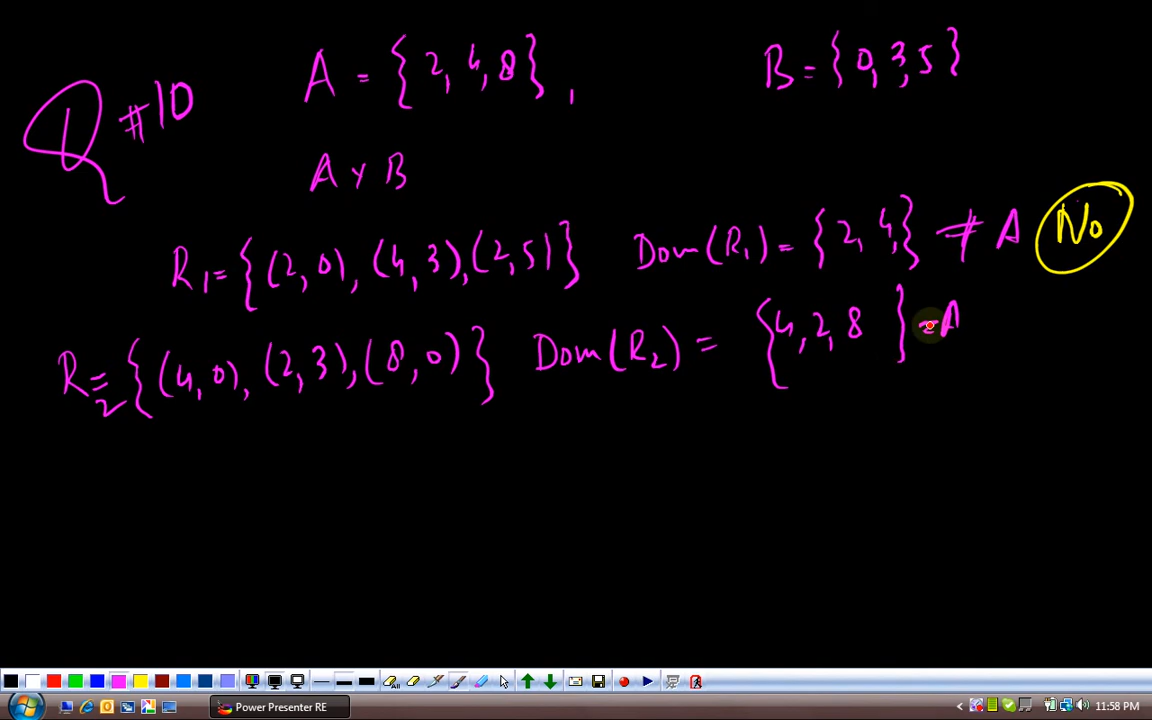 Q #10 A = {2, 4, 8}, B = {0, 3, 5}
A × B
R₁ = {(2, 0), (4, 3), (2, 5)} Dom(R₁) = {2, 4,} ≠ A No
R₂ = {(4, 0), (2, 3), (8, 0)} Dom(R₂) = {4, 2, 8} = A
Power Presenter RE
11:58 PM